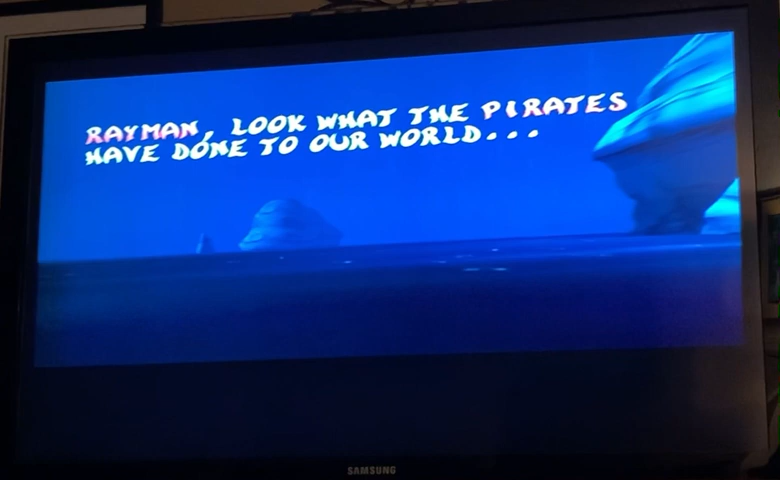 RAYMAN, LOOK WHAT THE PIRATES
HAVE DONE TO OUR WORLD...
SAMSUNG